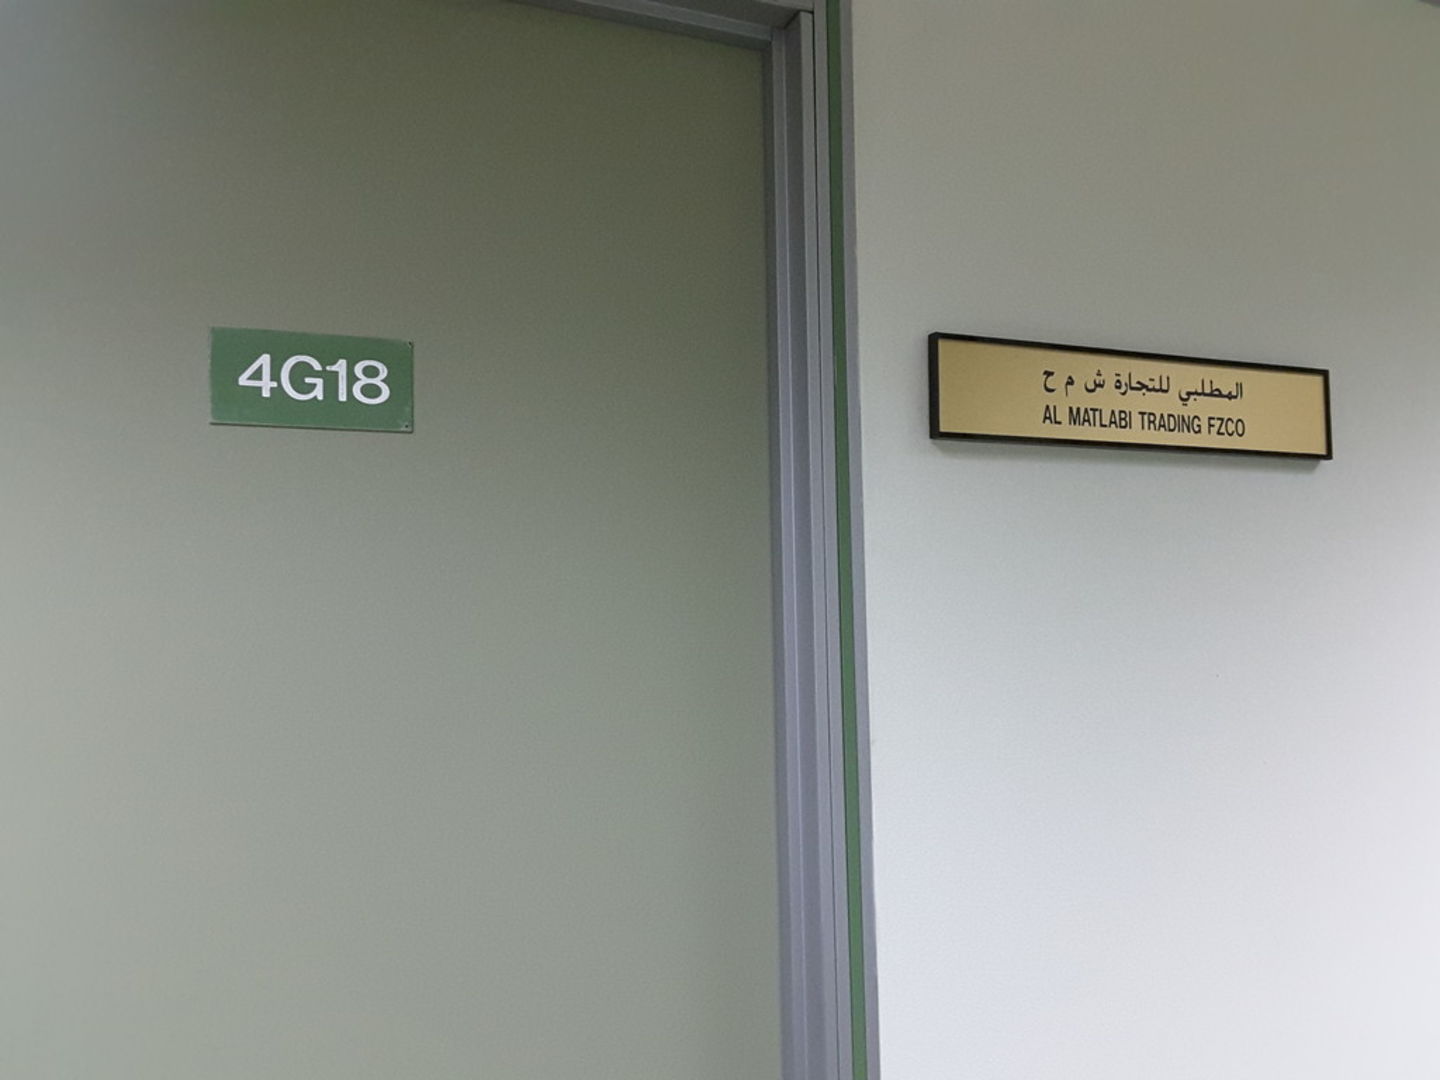 4G18
المطلبي للتجارة ش م ح
AL MATLABI TRADING FZCO